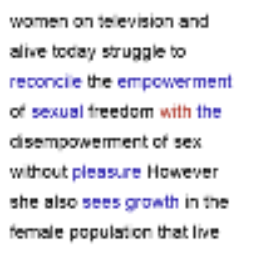 women on television and
alive today struggle to
reconcile the empowerment
of sexual freedom with the
disempowerment of sex
without pleasure However
she also sees growth in the
female population that live